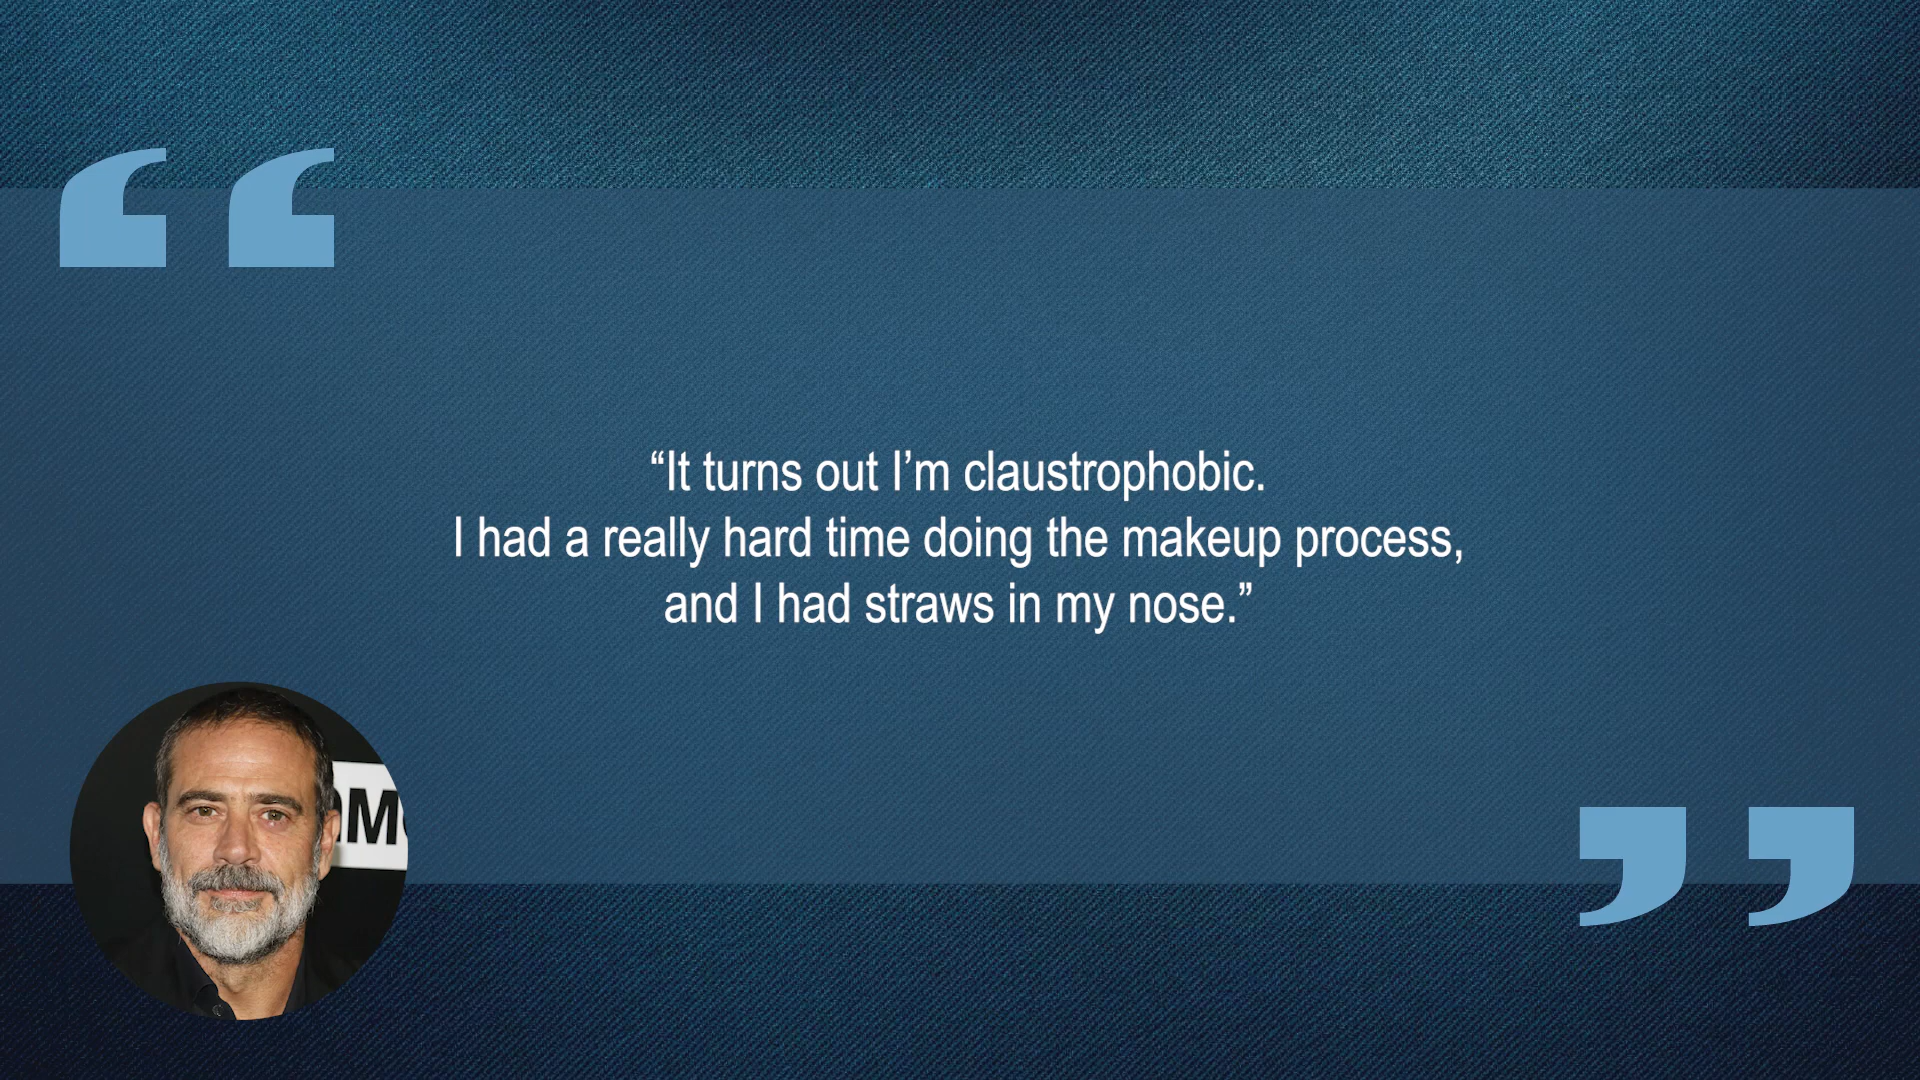 “It turns out I’m claustrophobic.
I had a really hard time doing the makeup process,
and I had straws in my nose.”